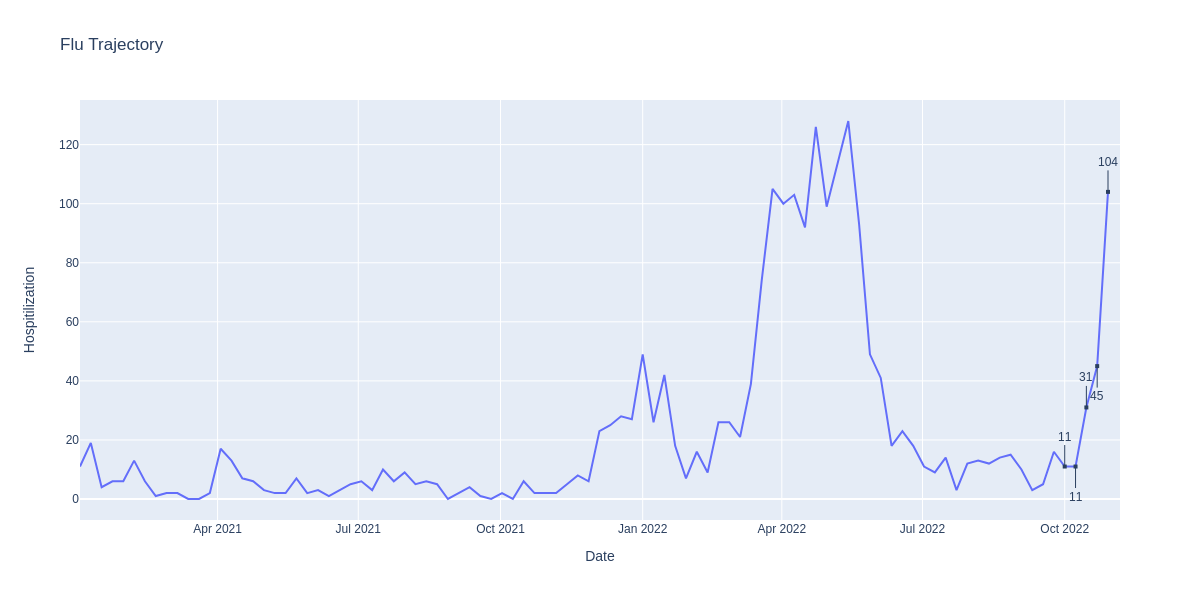 Flu Trajectory
120
100
80
60
40
20
0
Hospitilization
104
31
45
11
11
Apr 2021
Jul 2021
Oct 2021
Jan 2022
Apr 2022
Jul 2022
Oct 2022
Date